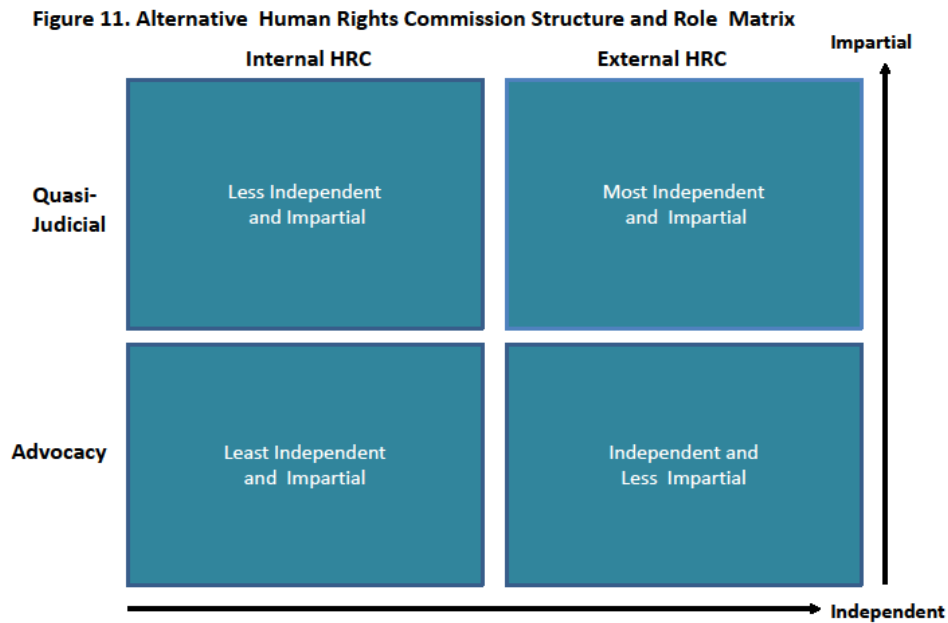 Figure 11. Alternative Human Rights Commission Structure and Role Matrix
Internal HRC
External HRC
Impartial
Quasi-
Judicial
Less Independent
and Impartial
Most Independent
and Impartial
Advocacy
Least Independent
and Impartial
Independent and
Less Impartial
Independent